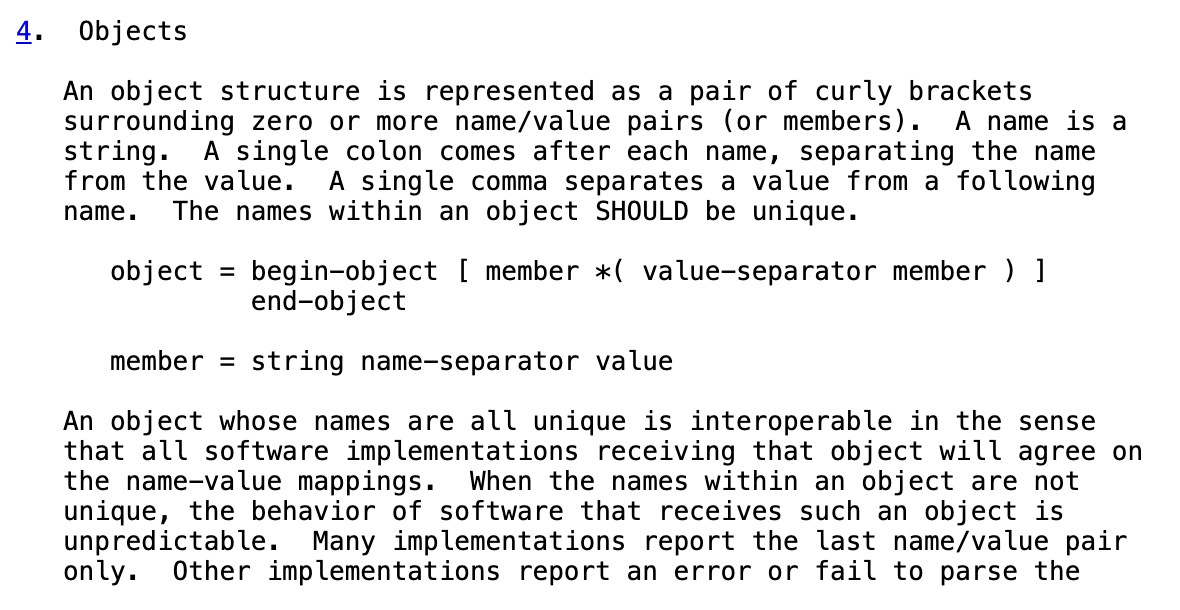 4.  Objects

   An object structure is represented as a pair of curly brackets
   surrounding zero or more name/value pairs (or members).  A name is a
   string.  A single colon comes after each name, separating the name
   from the value.  A single comma separates a value from a following
   name.  The names within an object SHOULD be unique.

      object = begin-object [ member *( value-separator member ) ]
               end-object

      member = string name-separator value

   An object whose names are all unique is interoperable in the sense
   that all software implementations receiving that object will agree on
   the name-value mappings.  When the names within an object are not
   unique, the behavior of software that receives such an object is
   unpredictable.  Many implementations report the last name/value pair
   only.  Other implementations report an error or fail to parse the